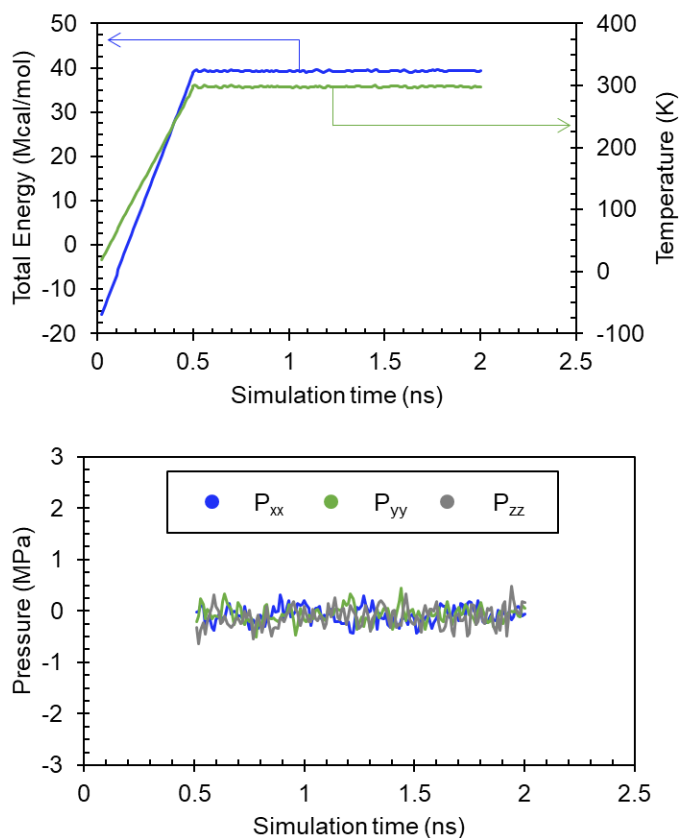 Total Energy (Mcal/mol)
50
40
30
20
10
0
-10
-20
400
300
200
100
0
-100
Temperature (K)
0 0.5 1 1.5 2 2.5
Simulation time (ns)
Pressure (MPa)
3
2
1
0
-1
-2
-3
Pxx Pyy Pzz
0 0.5 1 1.5 2 2.5
Simulation time (ns)